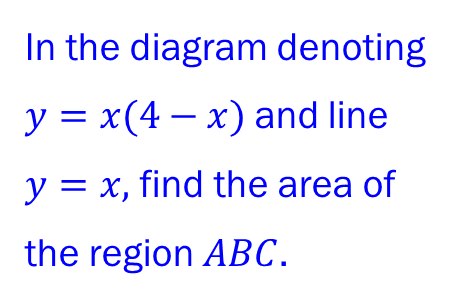 In the diagram denoting
y = x(4 − x) and line
y = x, find the area of
the region ABC.